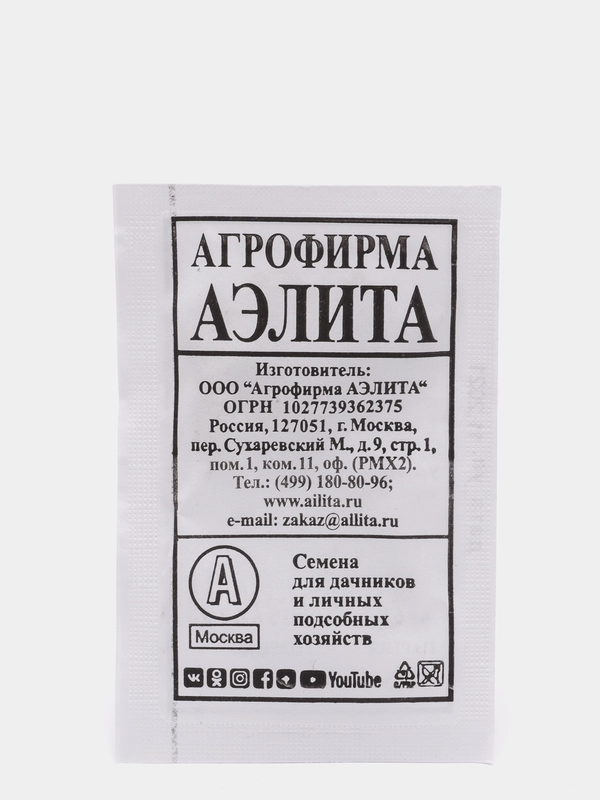 АГРОФИРМА
АЭЛИТА
Изготовитель:
ООО “Агрофирма АЭЛИТА“
ОГРН 1027739362375
Россия, 127051, г. Москва,
пер. Сухаревский М., д. 9, стр. 1,
пом. 1, ком. 11, оф. (РМХ2).
Тел.: (499) 180-80-96;
www.ailita.ru
e-mail: zakaz@allita.ru
А
Москва
Семена
для дачников
и личных
подсобных
хозяйств
YouTube